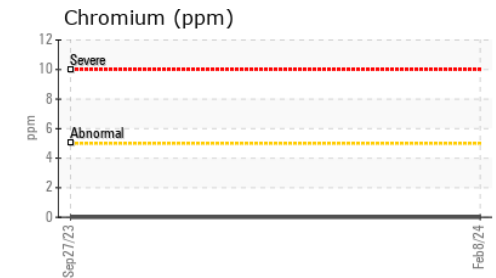 Chromium (ppm)
12
Severe
10
8
ppm
Abnormal
6
4
2
0
Sep27/23
Feb8/24